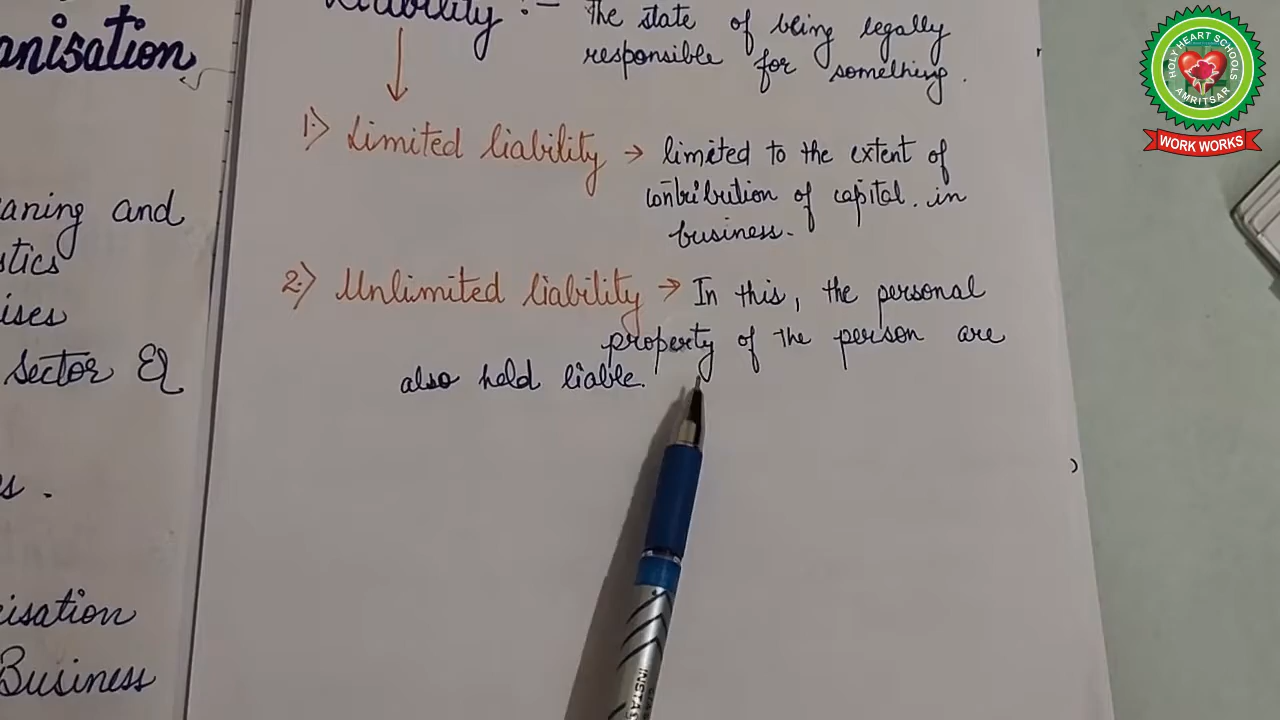 anisation
aning and
stics
ises
sector &
s.
isation
Business
Liability :- the state of being legally
responsible for something.
1.) Limited liability → limited to the extent of
contribution of capital. in
business.
2.) Unlimited liability → In this, the personal
property of the person are
also held liable.
HOLY HEART SCHOOLS
AMRITSAR
WORK WORKS